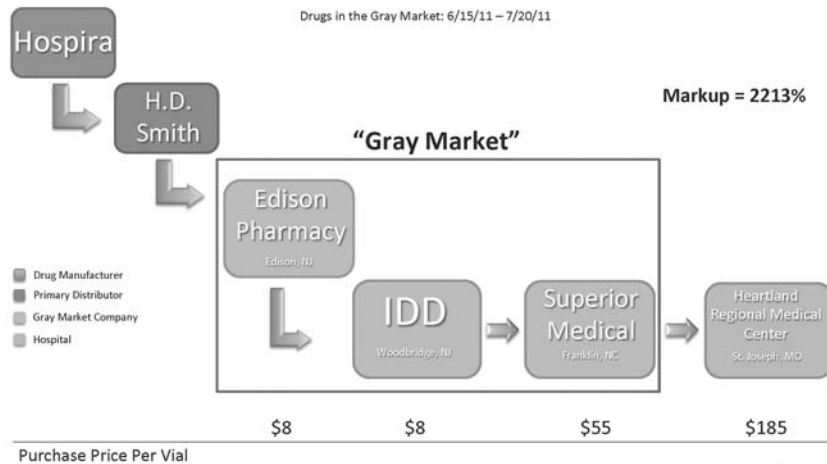 Drugs in the Gray Market: 6/15/11 – 7/20/11
Hospira
H.D.
Smith
Markup = 2213%
“Gray Market”
Edison
Pharmacy
Edison, NJ
Drug Manufacturer
Primary Distributor
Gray Market Company
Hospital
IDD
Woodbridge, NJ
Superior
Medical
Franklin, NC
Heartland
Regional Medical
Center
St. Joseph, MO
$8 $8 $55 $185
Purchase Price Per Vial